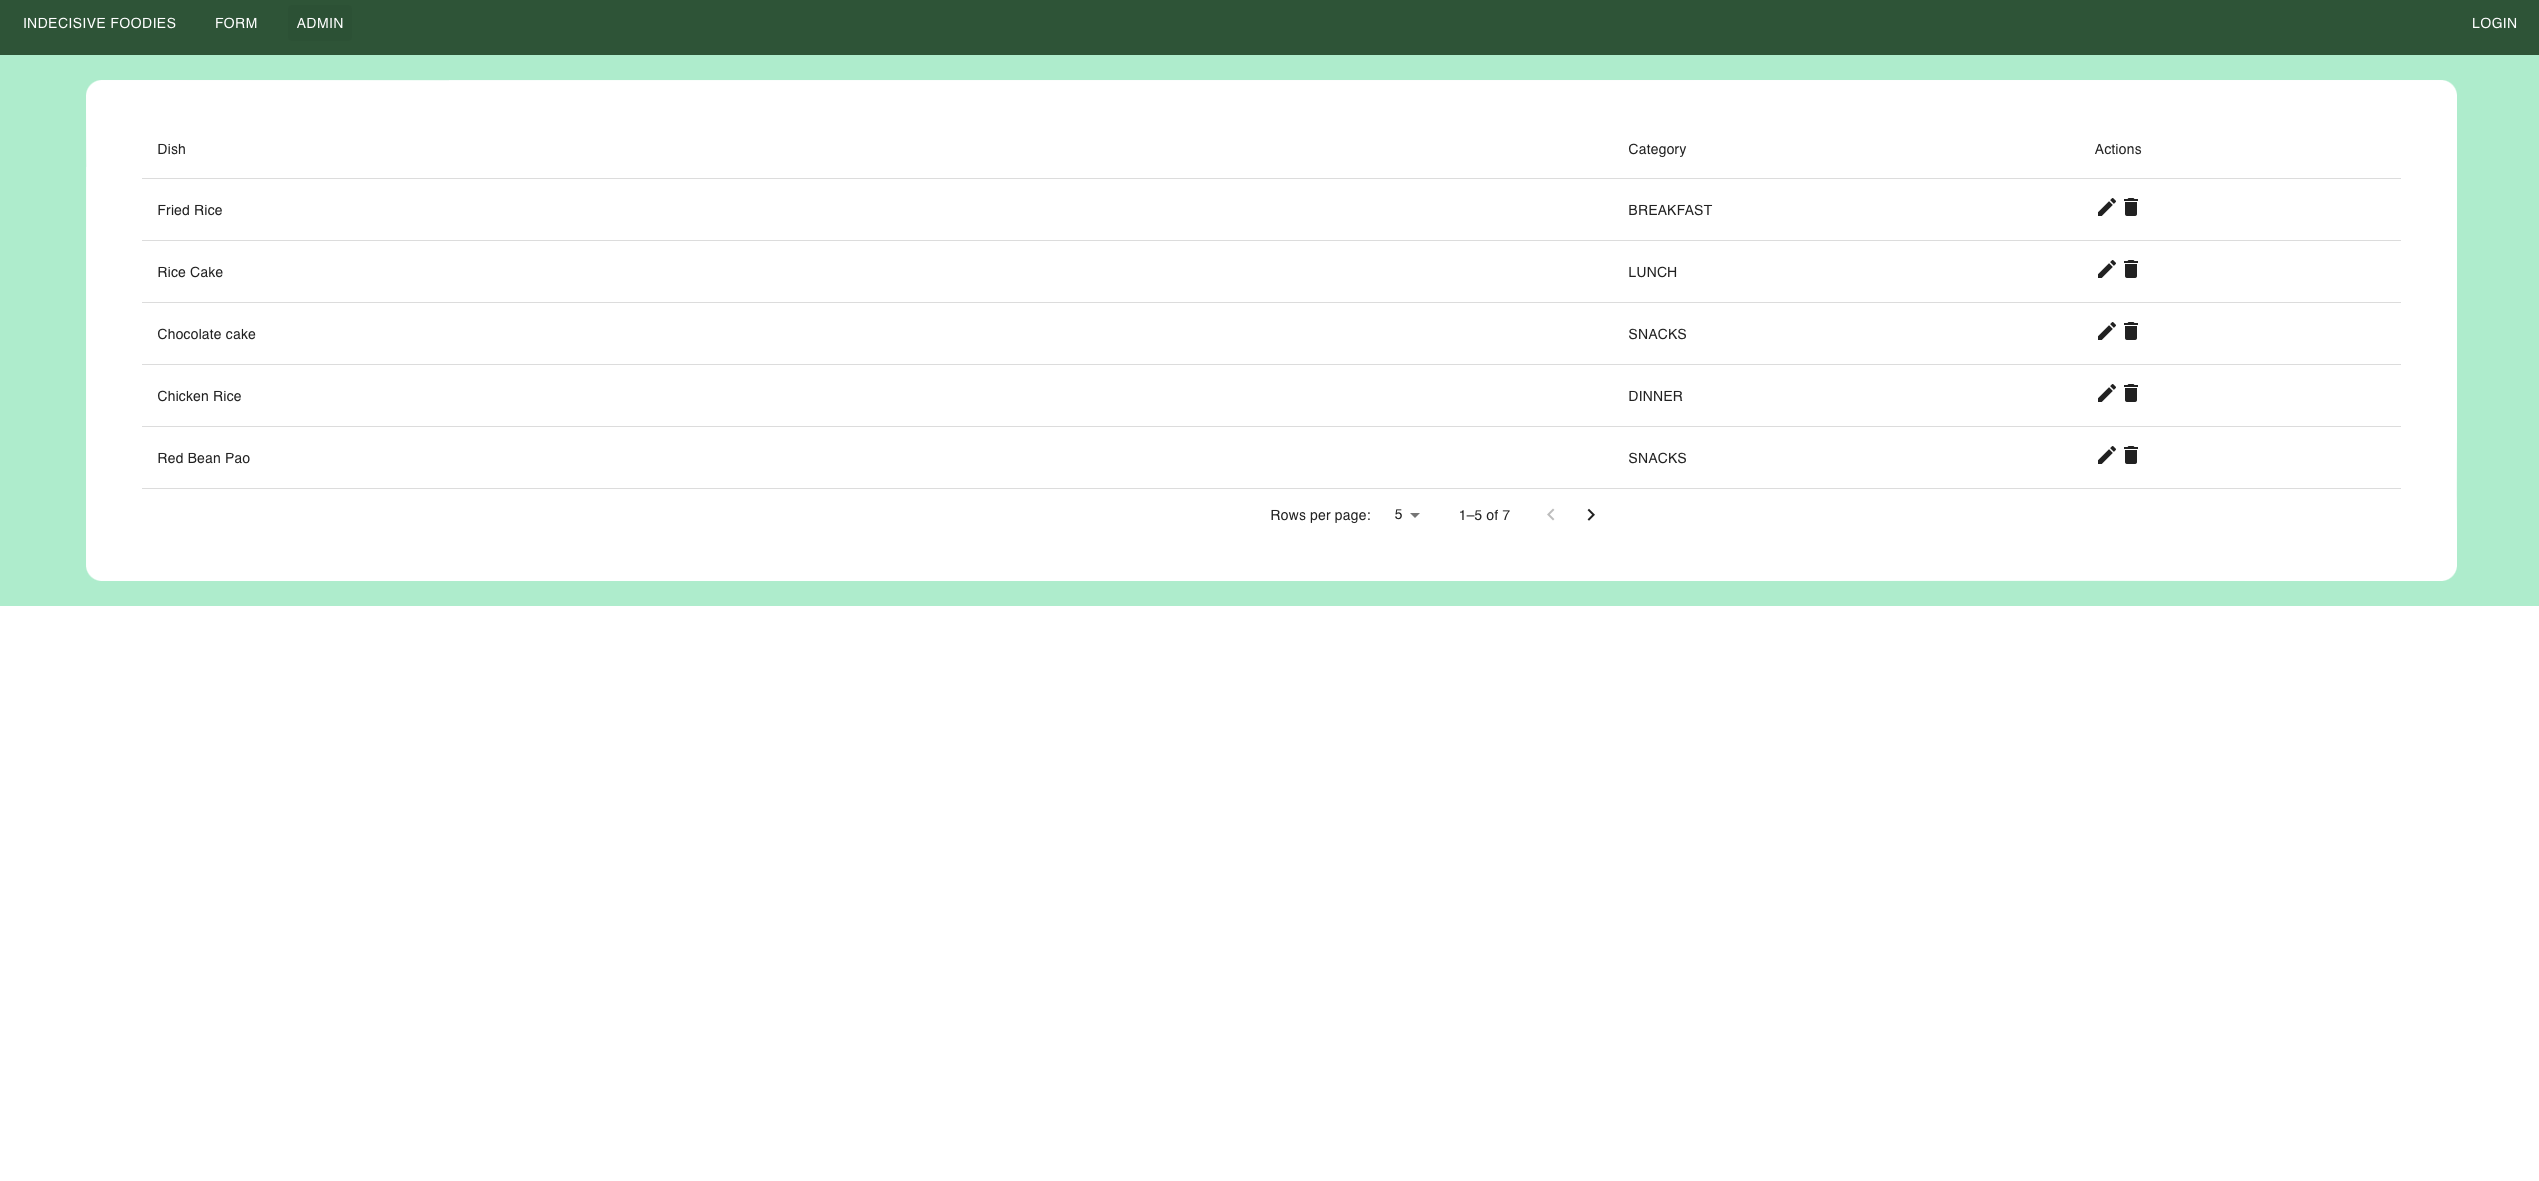 INDECISIVE FOODIES FORM ADMIN LOGIN
Dish Category Actions
Fried Rice BREAKFAST
Rice Cake LUNCH
Chocolate cake SNACKS
Chicken Rice DINNER
Red Bean Pao SNACKS
Rows per page: 5 1–5 of 7